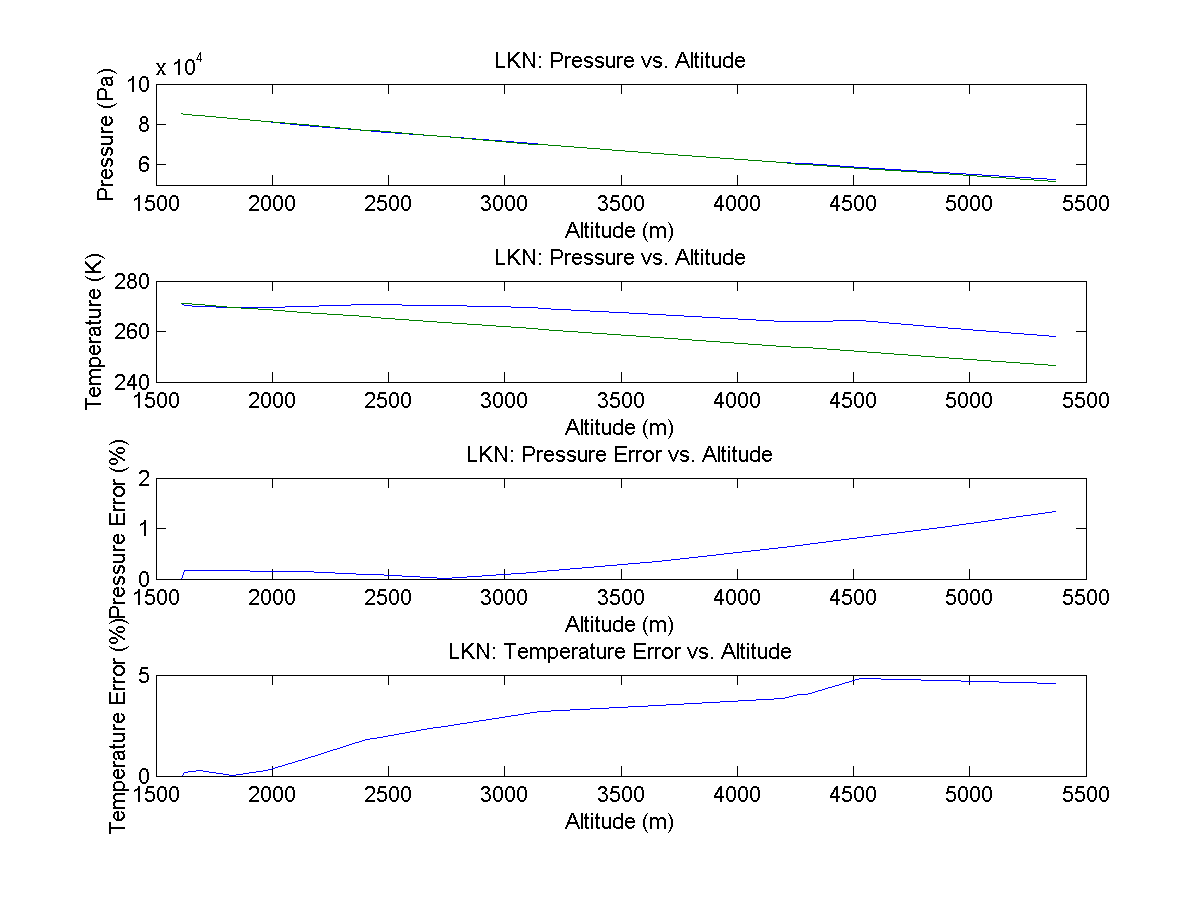 LKN: Pressure vs. Altitude
x 10^4
Pressure (Pa)
10
8
6
1500 2000 2500 3000 3500 4000 4500 5000 5500
Altitude (m)
LKN: Pressure vs. Altitude
Temperature (K)
280
260
240
1500 2000 2500 3000 3500 4000 4500 5000 5500
Altitude (m)
LKN: Pressure Error vs. Altitude
Pressure Error (%)
2
1
0
1500 2000 2500 3000 3500 4000 4500 5000 5500
Altitude (m)
LKN: Temperature Error vs. Altitude
Temperature Error (%)
5
0
1500 2000 2500 3000 3500 4000 4500 5000 5500
Altitude (m)